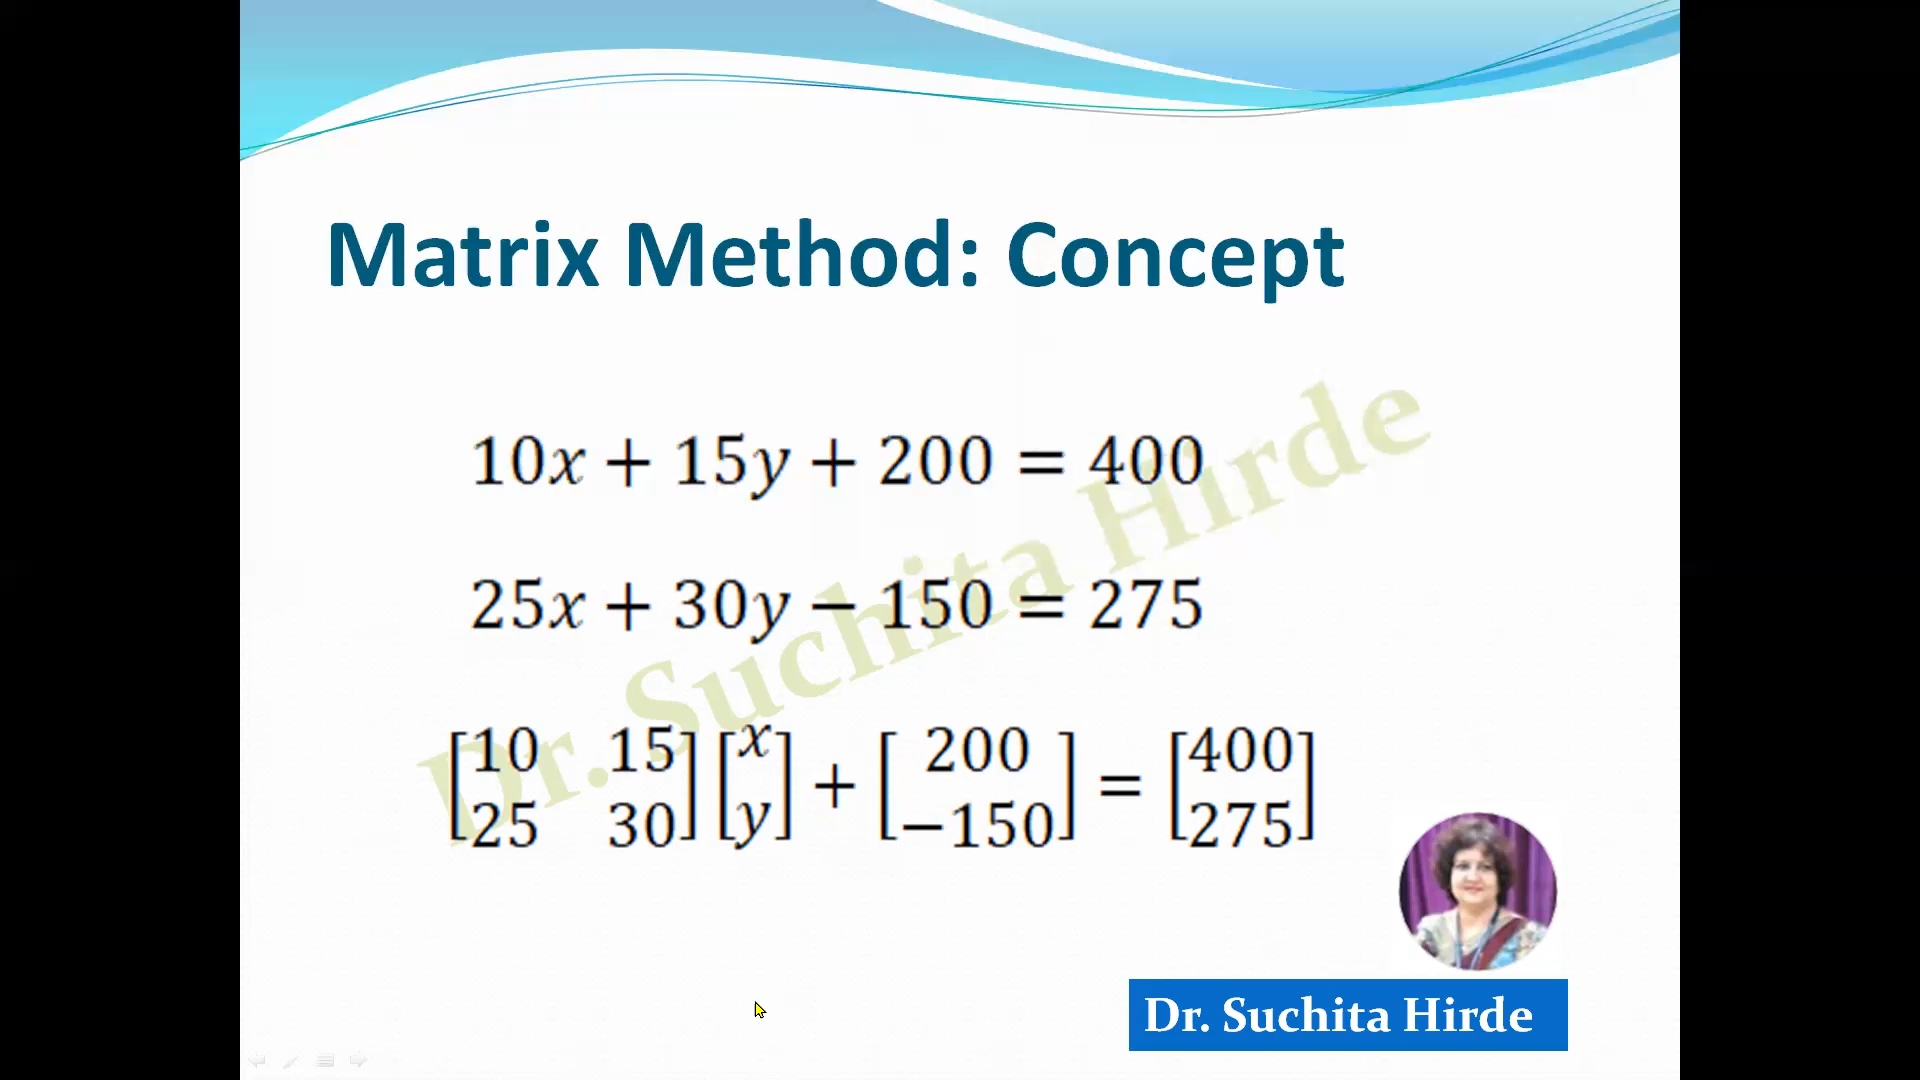 Matrix Method: Concept
10x + 15y + 200 = 400
25x + 30y − 150 = 275
[10 15] [x] + [200] = [400]
[25 30] [y] [−150] [275]
Dr. Suchita Hirde
Dr. Suchita Hirde